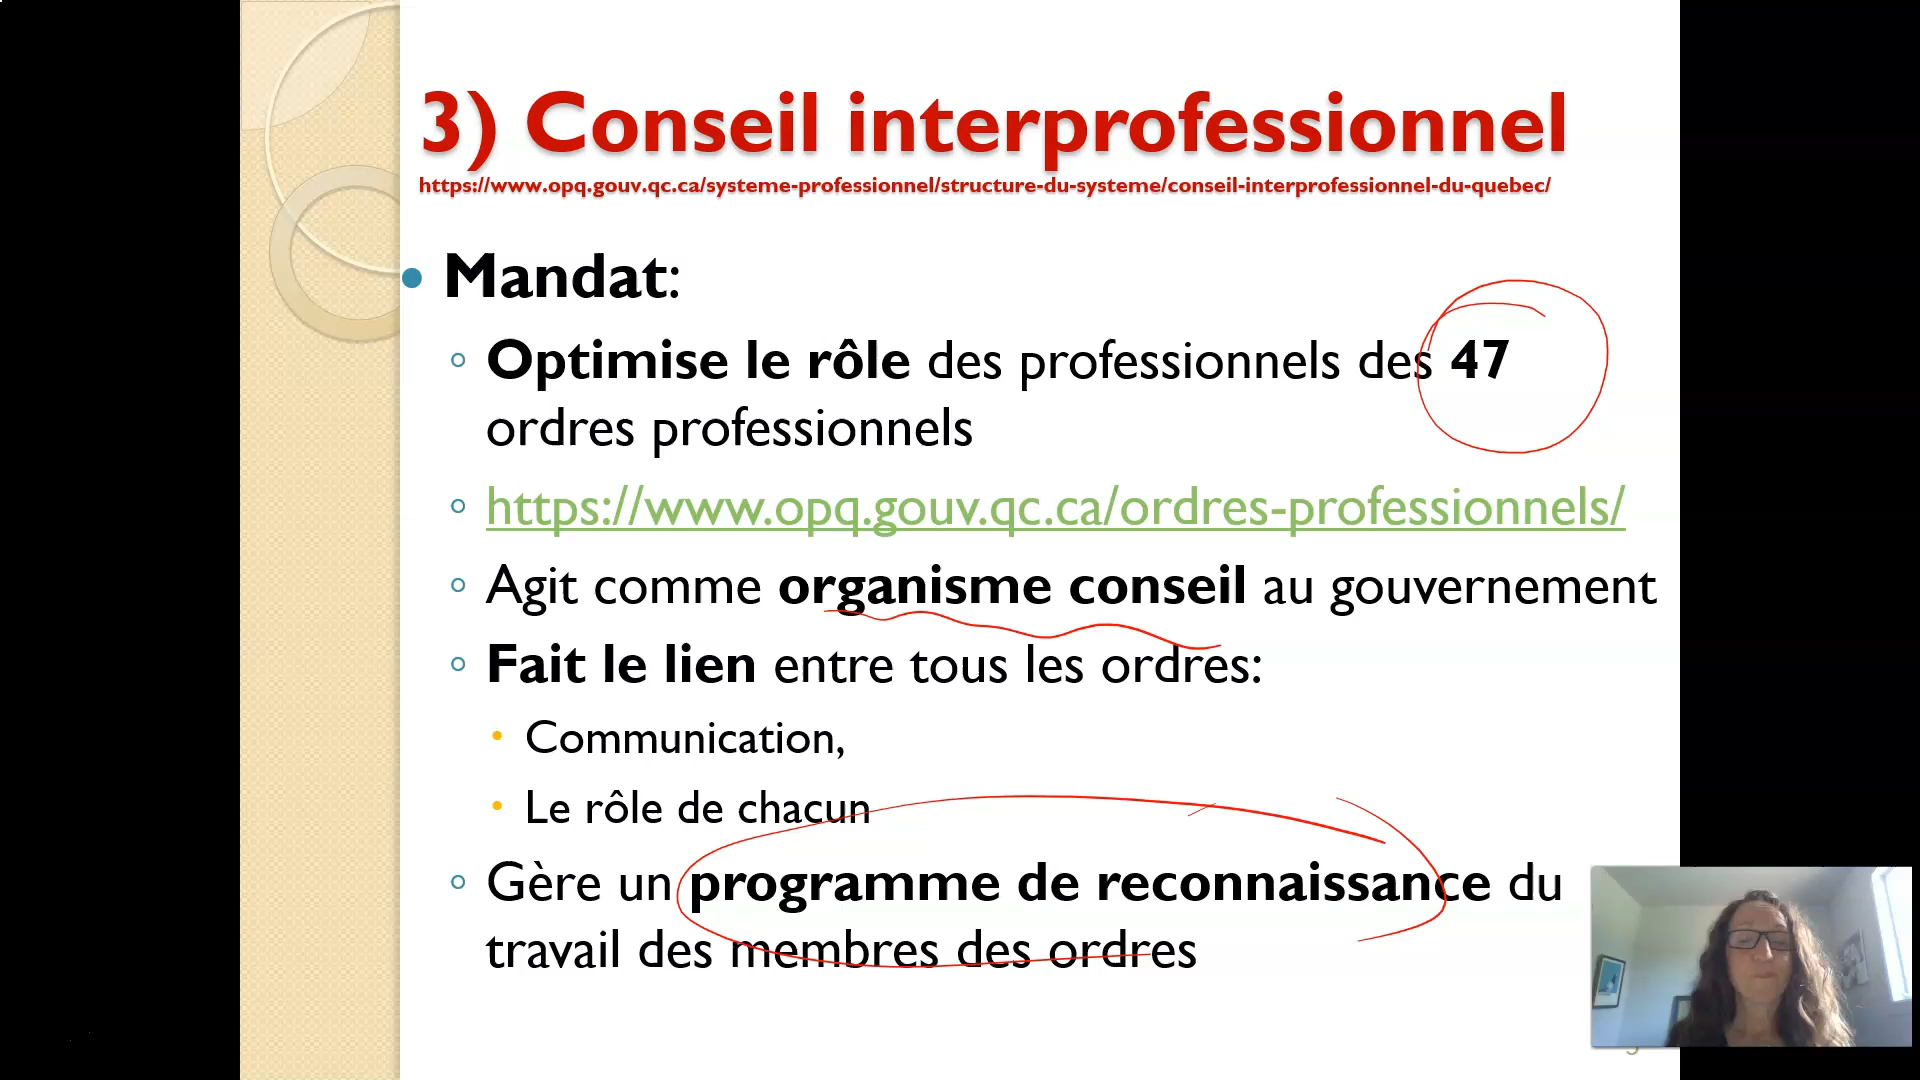 3) Conseil interprofessionnel
https://www.opq.gouv.qc.ca/systeme-professionnel/structure-du-systeme/conseil-interprofessionnel-du-quebec/
Mandat:
Optimise le rôle des professionnels des 47
ordres professionnels
https://www.opq.gouv.qc.ca/ordres-professionnels/
Agit comme organisme conseil au gouvernement
Fait le lien entre tous les ordres:
Communication,
Le rôle de chacun
Gère un programme de reconnaissance du
travail des membres des ordres